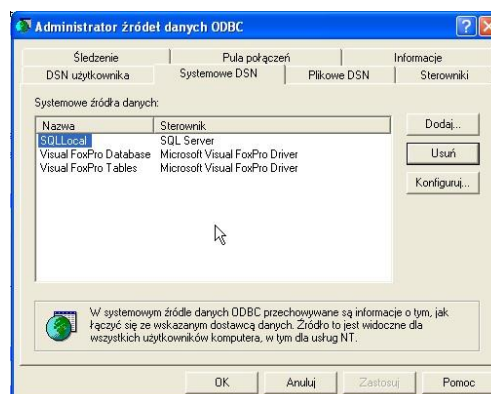 Administrator źródeł danych ODBC
Śledzenie Pula połączeń Informacje
DSN użytkownika Systemowe DSN Plikowe DSN Sterowniki
Systemowe źródła danych:
Nazwa Sterownik
SQLLocal SQL Server
Visual FoxPro Database Microsoft Visual FoxPro Driver
Visual FoxPro Tables Microsoft Visual FoxPro Driver
Dodaj...
Usuń
Konfiguruj...
W systemowym źródle danych ODBC przechowywane są informacje o tym, jak
łączyć się ze wskazanym dostawcą danych. Źródło to jest widoczne dla
wszystkich użytkowników komputera, w tym dla usług NT.
OK Anuluj Zastosuj Pomoc